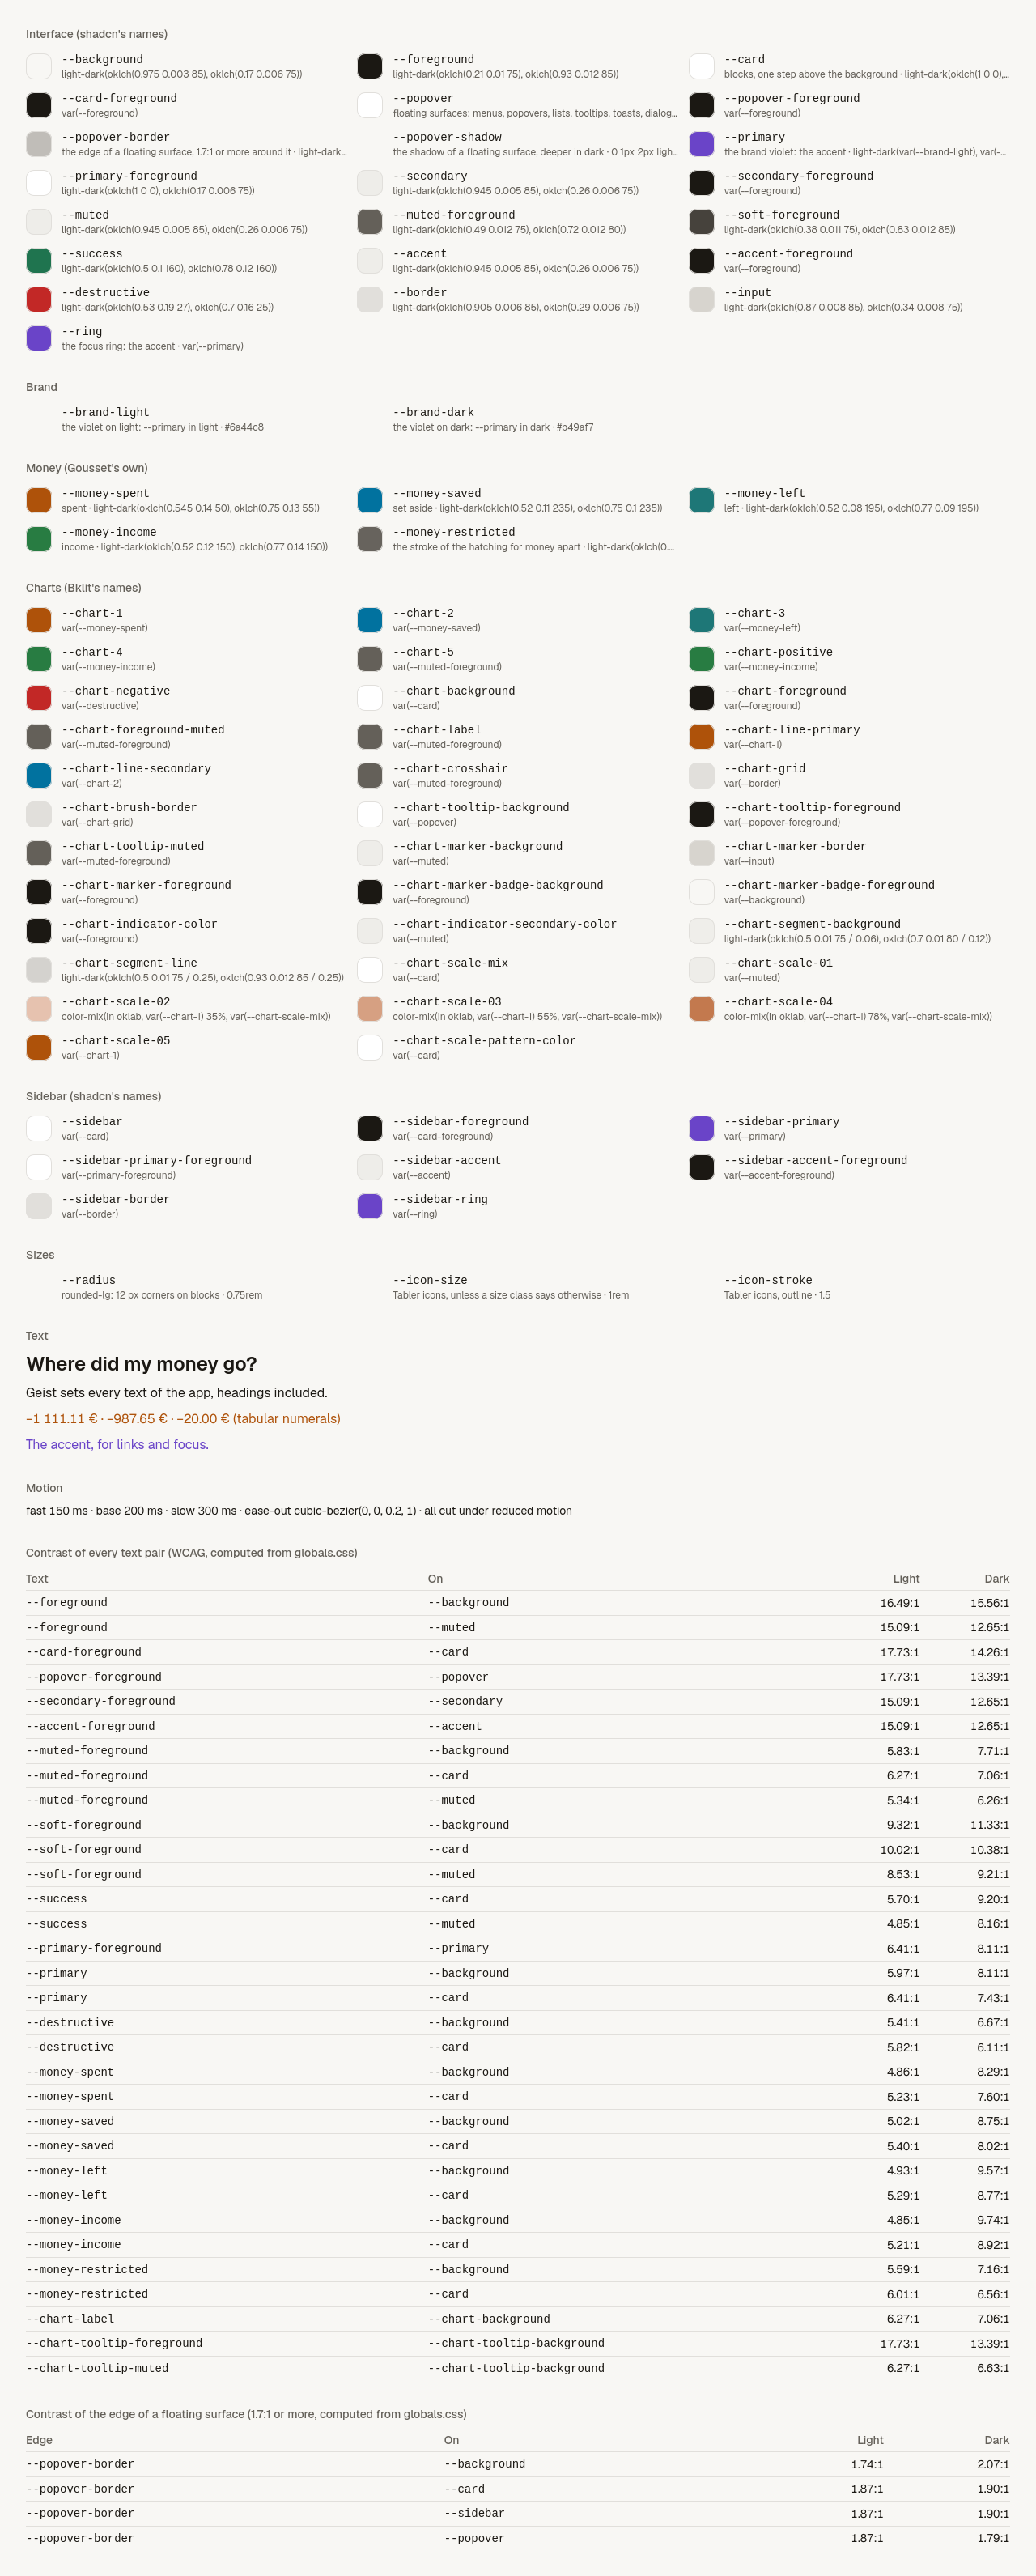 Interface (shadcn's names)
--background
light-dark(oklch(0.975 0.003 85), oklch(0.17 0.006 75))
--foreground
light-dark(oklch(0.21 0.01 75), oklch(0.93 0.012 85))
--card
blocks, one step above the background · light-dark(oklch(1 0 0),...
--card-foreground
var(--foreground)
--popover
floating surfaces: menus, popovers, lists, tooltips, toasts, dialog...
--popover-foreground
var(--foreground)
--popover-border
the edge of a floating surface, 1.7:1 or more around it · light-dark...
--popover-shadow
the shadow of a floating surface, deeper in dark · 0 1px 2px ligh...
--primary
the brand violet: the accent · light-dark(var(--brand-light), var(-...
--primary-foreground
light-dark(oklch(1 0 0), oklch(0.17 0.006 75))
--secondary
light-dark(oklch(0.945 0.005 85), oklch(0.26 0.006 75))
--secondary-foreground
var(--foreground)
--muted
light-dark(oklch(0.945 0.005 85), oklch(0.26 0.006 75))
--muted-foreground
light-dark(oklch(0.49 0.012 75), oklch(0.72 0.012 80))
--soft-foreground
light-dark(oklch(0.38 0.011 75), oklch(0.83 0.012 85))
--success
light-dark(oklch(0.5 0.1 160), oklch(0.78 0.12 160))
--accent
light-dark(oklch(0.945 0.005 85), oklch(0.26 0.006 75))
--accent-foreground
var(--foreground)
--destructive
light-dark(oklch(0.53 0.19 27), oklch(0.7 0.16 25))
--border
light-dark(oklch(0.905 0.006 85), oklch(0.29 0.006 75))
--input
light-dark(oklch(0.87 0.008 85), oklch(0.34 0.008 75))
--ring
the focus ring: the accent · var(--primary)
Brand
--brand-light
the violet on light: --primary in light · #6a44c8
--brand-dark
the violet on dark: --primary in dark · #b49af7
Money (Gousset's own)
--money-spent
spent · light-dark(oklch(0.545 0.14 50), oklch(0.75 0.13 55))
--money-saved
set aside · light-dark(oklch(0.52 0.11 235), oklch(0.75 0.1 235))
--money-left
left · light-dark(oklch(0.52 0.08 195), oklch(0.77 0.09 195))
--money-income
income · light-dark(oklch(0.52 0.12 150), oklch(0.77 0.14 150))
--money-restricted
the stroke of the hatching for money apart · light-dark(oklch(0....
Charts (Bklit's names)
--chart-1
var(--money-spent)
--chart-2
var(--money-saved)
--chart-3
var(--money-left)
--chart-4
var(--money-income)
--chart-5
var(--muted-foreground)
--chart-positive
var(--money-income)
--chart-negative
var(--destructive)
--chart-background
var(--card)
--chart-foreground
var(--foreground)
--chart-foreground-muted
var(--muted-foreground)
--chart-label
var(--muted-foreground)
--chart-line-primary
var(--chart-1)
--chart-line-secondary
var(--chart-2)
--chart-crosshair
var(--muted-foreground)
--chart-grid
var(--border)
--chart-brush-border
var(--chart-grid)
--chart-tooltip-background
var(--popover)
--chart-tooltip-foreground
var(--popover-foreground)
--chart-tooltip-muted
var(--muted-foreground)
--chart-marker-background
var(--muted)
--chart-marker-border
var(--input)
--chart-marker-foreground
var(--foreground)
--chart-marker-badge-background
var(--foreground)
--chart-marker-badge-foreground
var(--background)
--chart-indicator-color
var(--foreground)
--chart-indicator-secondary-color
var(--muted)
--chart-segment-background
light-dark(oklch(0.5 0.01 75 / 0.06), oklch(0.7 0.01 80 / 0.12))
--chart-segment-line
light-dark(oklch(0.5 0.01 75 / 0.25), oklch(0.93 0.012 85 / 0.25))
--chart-scale-mix
var(--card)
--chart-scale-01
var(--muted)
--chart-scale-02
color-mix(in oklab, var(--chart-1) 35%, var(--chart-scale-mix))
--chart-scale-03
color-mix(in oklab, var(--chart-1) 55%, var(--chart-scale-mix))
--chart-scale-04
color-mix(in oklab, var(--chart-1) 78%, var(--chart-scale-mix))
--chart-scale-05
var(--chart-1)
--chart-scale-pattern-color
var(--card)
Sidebar (shadcn's names)
--sidebar
var(--card)
--sidebar-foreground
var(--card-foreground)
--sidebar-primary
var(--primary)
--sidebar-primary-foreground
var(--primary-foreground)
--sidebar-accent
var(--accent)
--sidebar-accent-foreground
var(--accent-foreground)
--sidebar-border
var(--border)
--sidebar-ring
var(--ring)
Sizes
--radius
rounded-lg: 12 px corners on blocks · 0.75rem
--icon-size
Tabler icons, unless a size class says otherwise · 1rem
--icon-stroke
Tabler icons, outline · 1.5
Text
Where did my money go?
Geist sets every text of the app, headings included.
−1 111.11 € · −987.65 € · −20.00 € (tabular numerals)
The accent, for links and focus.
Motion
fast 150 ms · base 200 ms · slow 300 ms · ease-out cubic-bezier(0, 0, 0.2, 1) · all cut under reduced motion
Contrast of every text pair (WCAG, computed from globals.css)
Text On Light Dark
--foreground --background 16.49:1 15.56:1
--foreground --muted 15.09:1 12.65:1
--card-foreground --card 17.73:1 14.26:1
--popover-foreground --popover 17.73:1 13.39:1
--secondary-foreground --secondary 15.09:1 12.65:1
--accent-foreground --accent 15.09:1 12.65:1
--muted-foreground --background 5.83:1 7.71:1
--muted-foreground --card 6.27:1 7.06:1
--muted-foreground --muted 5.34:1 6.26:1
--soft-foreground --background 9.32:1 11.33:1
--soft-foreground --card 10.02:1 10.38:1
--soft-foreground --muted 8.53:1 9.21:1
--success --card 5.70:1 9.20:1
--success --muted 4.85:1 8.16:1
--primary-foreground --primary 6.41:1 8.11:1
--primary --background 5.97:1 8.11:1
--primary --card 6.41:1 7.43:1
--destructive --background 5.41:1 6.67:1
--destructive --card 5.82:1 6.11:1
--money-spent --background 4.86:1 8.29:1
--money-spent --card 5.23:1 7.60:1
--money-saved --background 5.02:1 8.75:1
--money-saved --card 5.40:1 8.02:1
--money-left --background 4.93:1 9.57:1
--money-left --card 5.29:1 8.77:1
--money-income --background 4.85:1 9.74:1
--money-income --card 5.21:1 8.92:1
--money-restricted --background 5.59:1 7.16:1
--money-restricted --card 6.01:1 6.56:1
--chart-label --chart-background 6.27:1 7.06:1
--chart-tooltip-foreground --chart-tooltip-background 17.73:1 13.39:1
--chart-tooltip-muted --chart-tooltip-background 6.27:1 6.63:1
Contrast of the edge of a floating surface (1.7:1 or more, computed from globals.css)
Edge On Light Dark
--popover-border --background 1.74:1 2.07:1
--popover-border --card 1.87:1 1.90:1
--popover-border --sidebar 1.87:1 1.90:1
--popover-border --popover 1.87:1 1.79:1